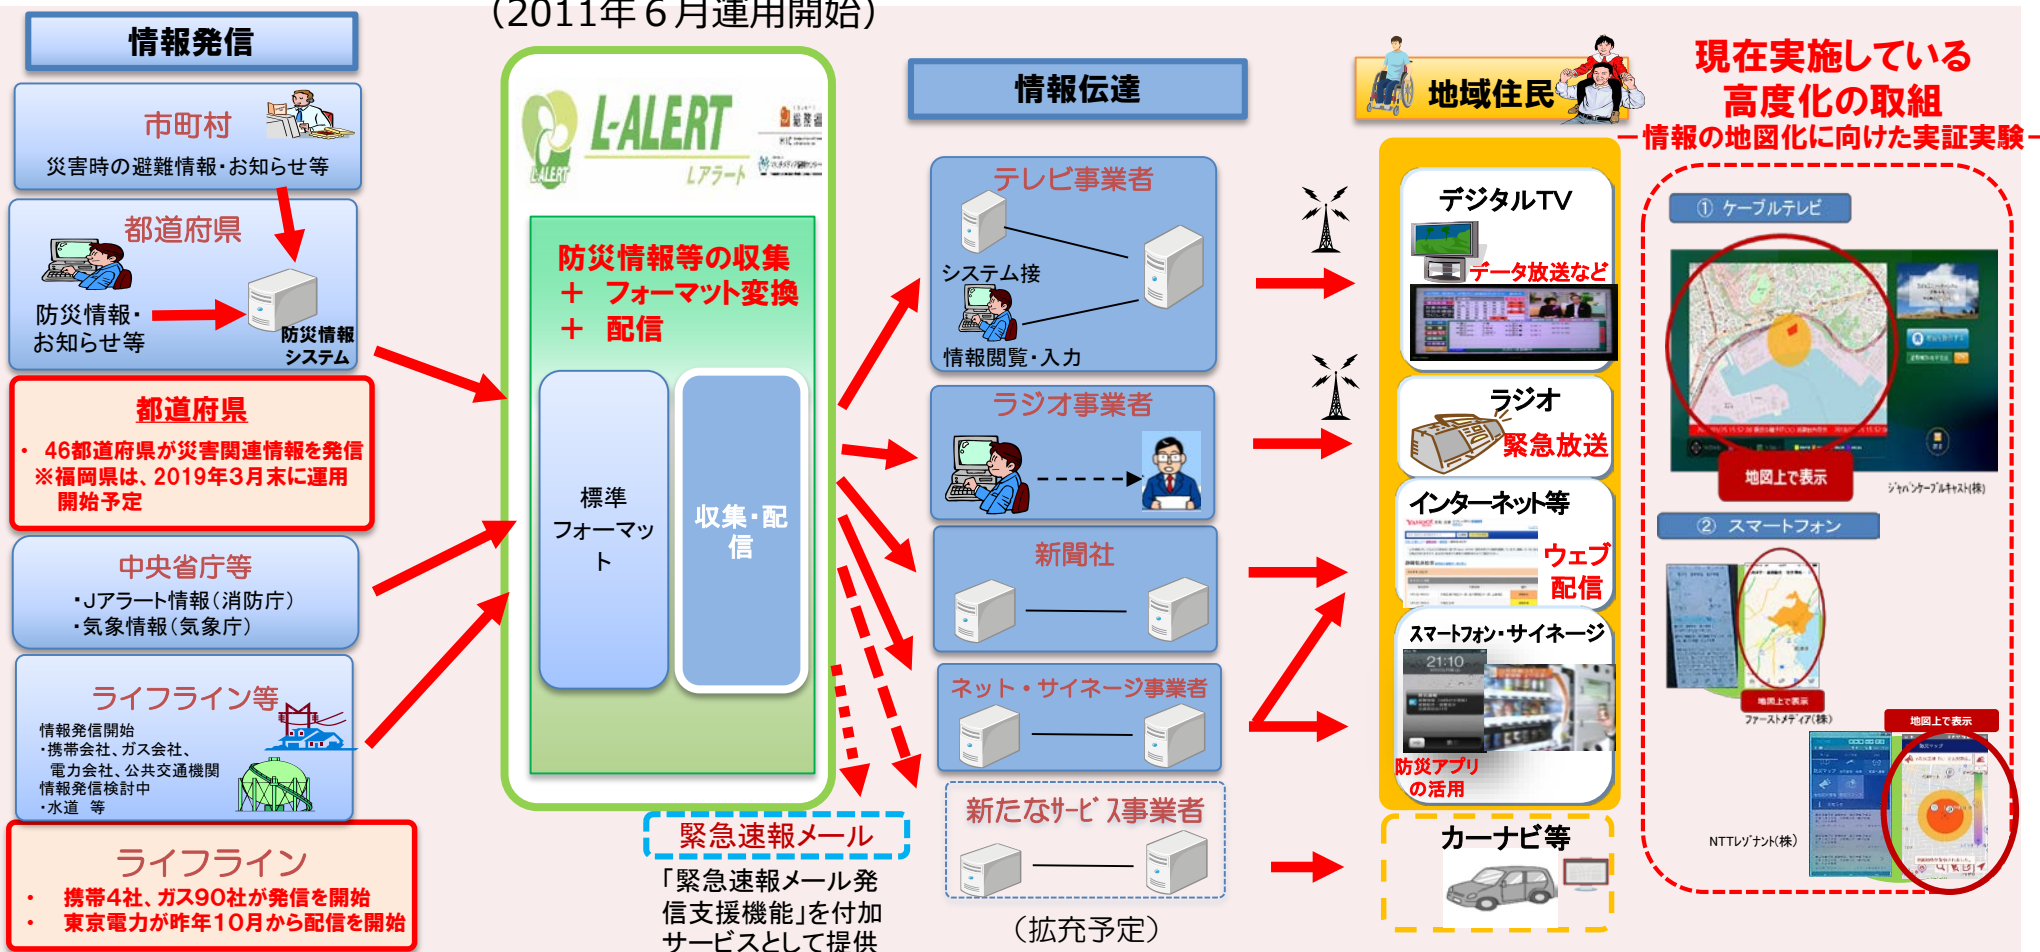 （2011年６月運用開始）
情報発信
市町村
災害時の避難情報・お知らせ等
都道府県
防災情報・
お知らせ等
防災情報
システム
都道府県
・ 46都道府県が災害関連情報を発信
※福岡県は、2019年3月末に運用
開始予定
中央省庁等
・Jアラート情報（消防庁）
・気象情報（気象庁）
ライフライン等
情報発信開始
・携帯会社、ガス会社、
電力会社、公共交通機関
情報発信検討中
・水道 等
ライフライン
・ 携帯4社、ガス90社が発信を開始
・ 東京電力が昨年10月から配信を開始
L-ALERT
L-ALERT
Lアラート
防災情報等の収集
＋ フォーマット変換
＋ 配信
標準
フォーマッ
ト
収集・配
信
緊急速報メール
「緊急速報メール発
信支援機能」を付加
サービスとして提供
情報伝達
テレビ事業者
システム接
情報閲覧・入力
ラジオ事業者
新聞社
ネット・サイネージ事業者
新たなサービス事業者
（拡充予定）
地域住民
デジタルTV
データ放送など
ラジオ
緊急放送
インターネット等
ウェブ
配信
スマートフォン・サイネージ
21:10
防災アプリ
の活用
カーナビ等
現在実施している
高度化の取組
－情報の地図化に向けた実証実験－
① ケーブルテレビ
地図上で表示
ジャパンケーブルキャスト(株)
② スマートフォン
地図上で表示
ファーストメディア(株)
地図上で表示
NTTレゾナント(株)